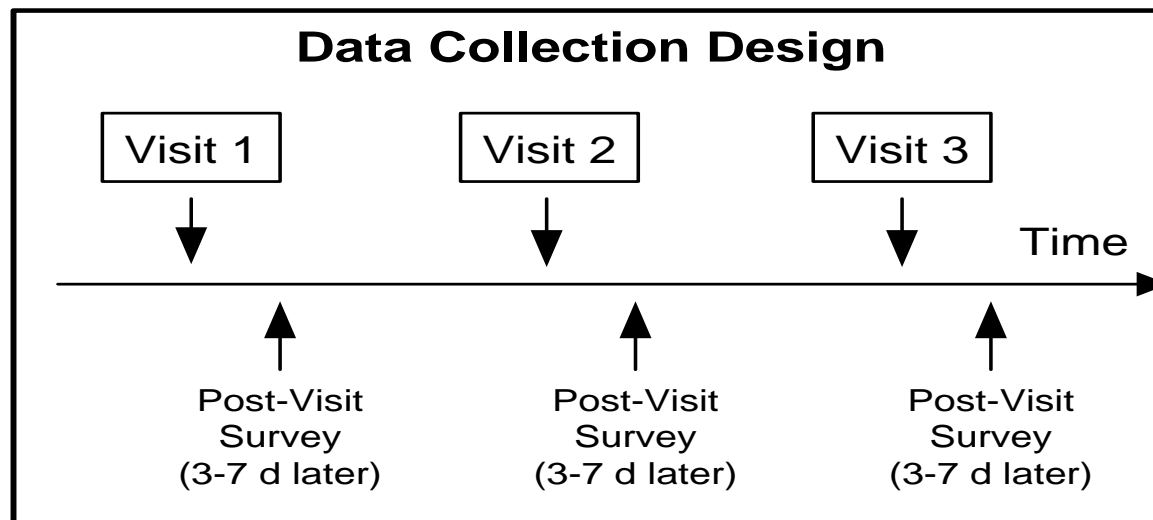 Data Collection Design
Visit 1
Visit 2
Visit 3
Time
Post-Visit
Survey
(3-7 d later)
Post-Visit
Survey
(3-7 d later)
Post-Visit
Survey
(3-7 d later)